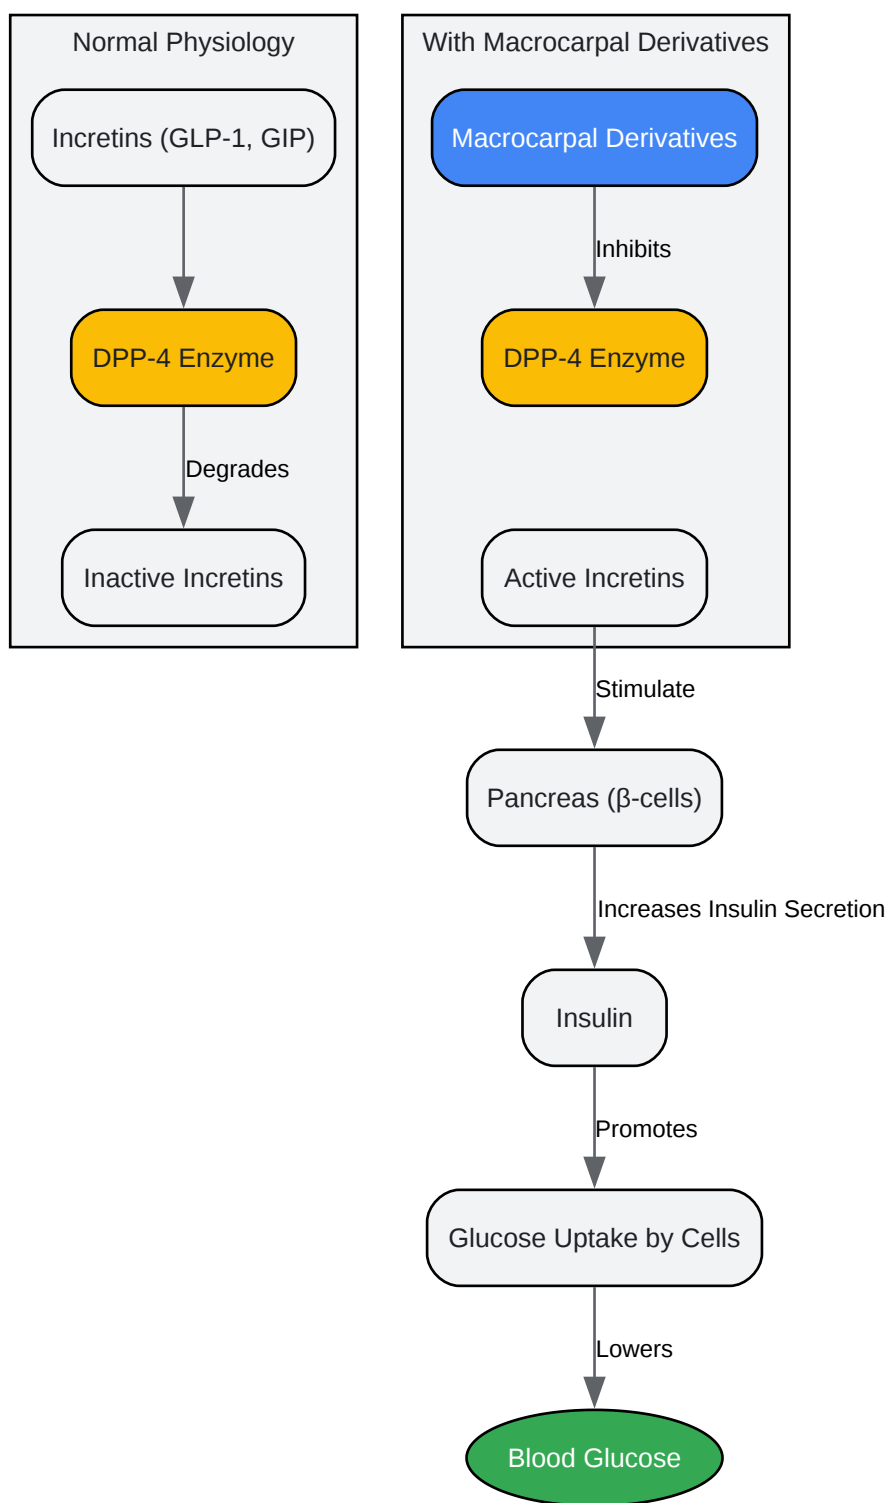 Normal Physiology
Incretins (GLP-1, GIP)
DPP-4 Enzyme
Degrades
Inactive Incretins
With Macrocarpal Derivatives
Macrocarpal Derivatives
Inhibits
DPP-4 Enzyme
Active Incretins
Stimulate
Pancreas (β-cells)
Increases Insulin Secretion
Insulin
Promotes
Glucose Uptake by Cells
Lowers
Blood Glucose